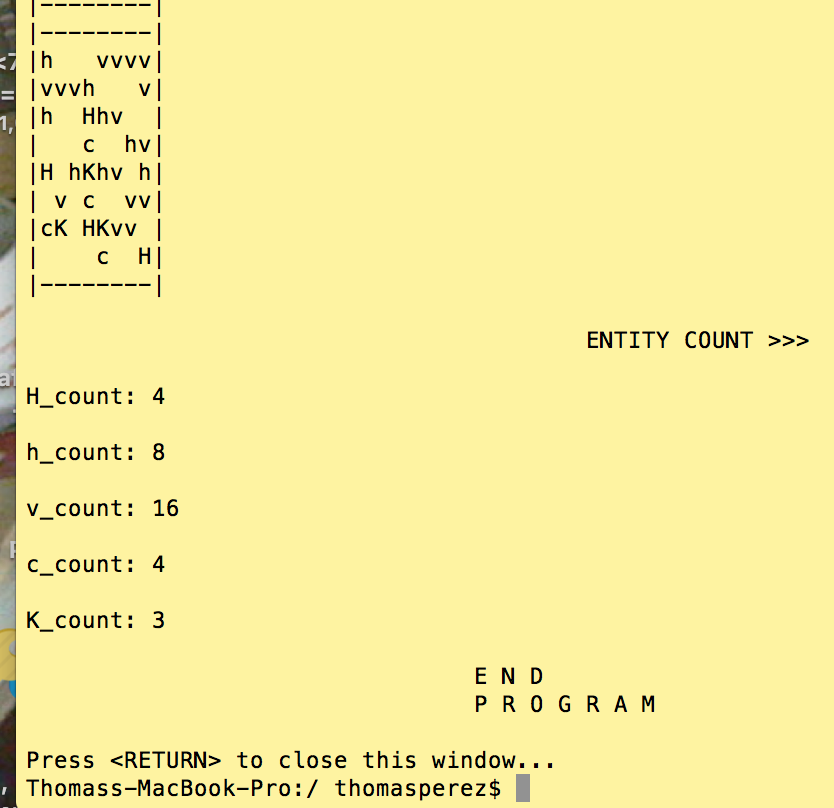 |--------|
|--------|
|h   vvvv|
|vvvh   v|
|h  Hhv  |
|   c  hv|
|H hKhv h|
| v c  vv|
|cK HKvv |
|    c  H|
|--------|
ENTITY COUNT >>>
H_count: 4
h_count: 8
v_count: 16
c_count: 4
K_count: 3
E N D
P R O G R A M
Press <RETURN> to close this window...
Thomass-MacBook-Pro:/ thomasperez$